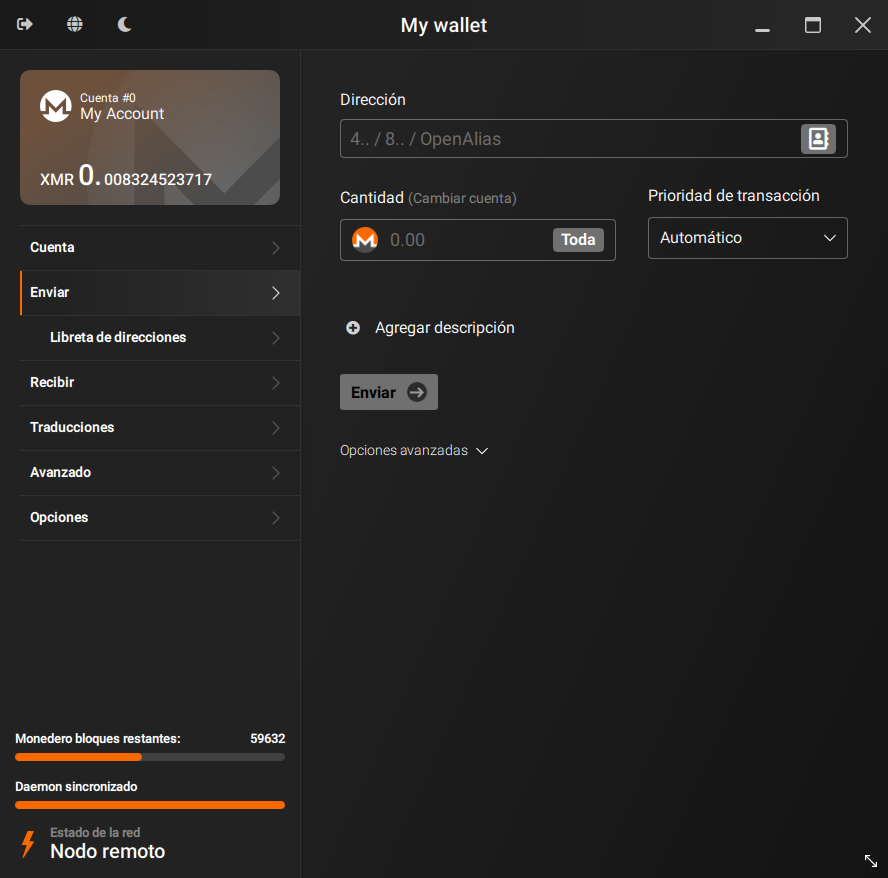 My wallet
Cuenta #0
My Account
XMR 0.008324523717
Cuenta
Enviar
Libreta de direcciones
Recibir
Traducciones
Avanzado
Opciones
Monedero bloques restantes: 59632
Daemon sincronizado
Estado de la red
Nodo remoto
Dirección
4.. / 8.. / OpenAlias
Cantidad (Cambiar cuenta)
0.00 Toda
Prioridad de transacción
Automático
Agregar descripción
Enviar
Opciones avanzadas